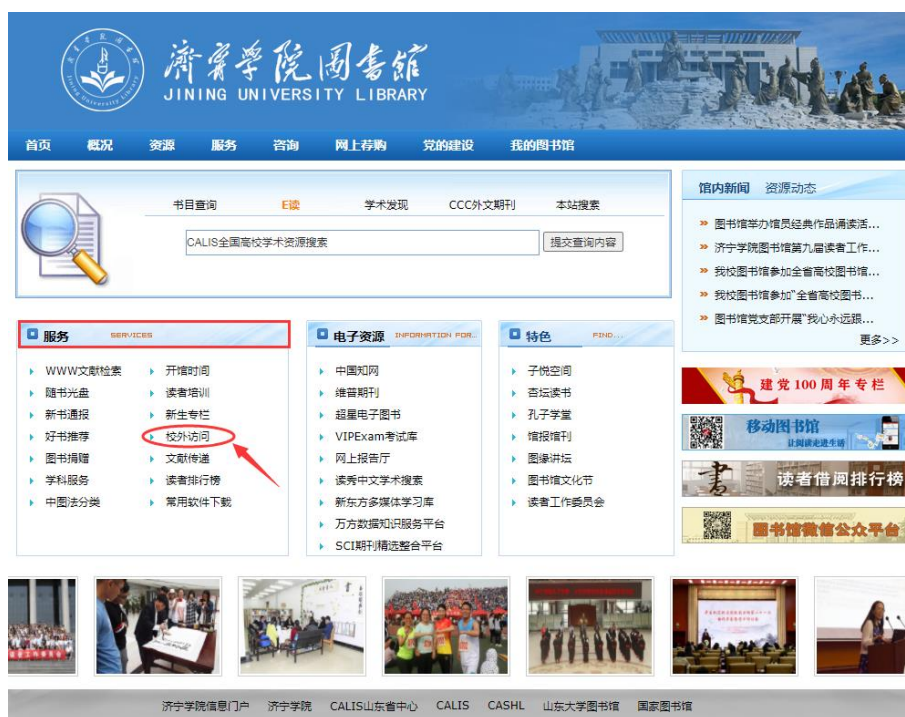 濟寧學院圖書館
JINING UNIVERSITY LIBRARY
首页 概况 资源 服务 咨询 网上荐购 党的建设 我的图书馆
书目查询 E读 学术发现 CCC外文期刊 本站搜索
CALIS全国高校学术资源搜索 提交查询内容
馆内新闻 资源动态
图书馆举办馆员经典作品诵读活...
济宁学院图书馆第九届读者工作...
我校图书馆参加全省高校图书馆...
我校图书馆参加"全省高校图书...
图书馆党支部开展"我心永远跟...
更多>>
服务 SERVICES
WWW文献检索 开馆时间
随书光盘 读者培训
新书通报 新生专栏
好书推荐 校外访问
图书捐赠 文献传递
学科服务 读者排行榜
中图法分类 常用软件下载
电子资源 INFORMATION FOR...
中国知网
维普期刊
超星电子图书
VIPExam考试库
网上报告厅
读秀中文学术搜索
新东方多媒体学习库
万方数据知识服务平台
SCI期刊精选整合平台
特色 FIND...
子悦空间
杏坛读书
孔子学堂
馆报馆刊
图缘讲坛
图书馆文化节
读者工作委员会
建党100周年专栏
移动图书馆
让阅读走进生活
书 读者借阅排行榜
图书馆微信公众平台
济宁学院信息门户 济宁学院 CALIS山东省中心 CALIS CASHL 山东大学图书馆 国家图书馆